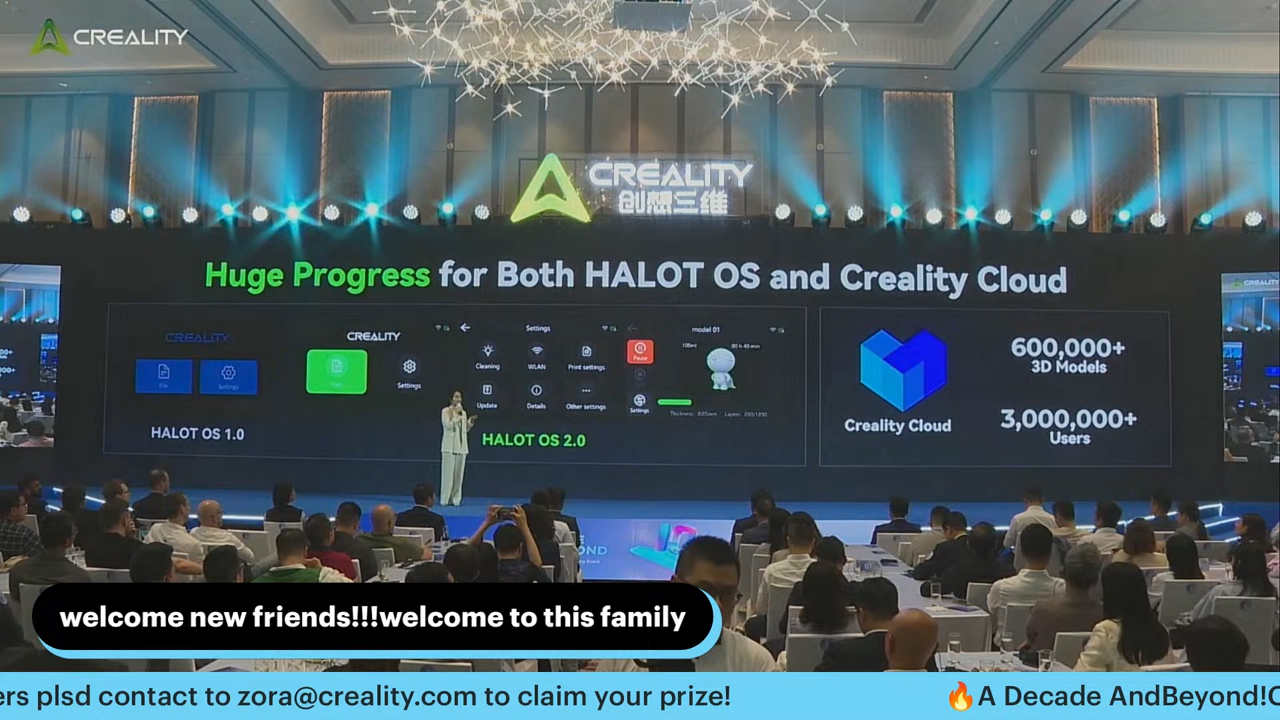 CREALITY
CREALITY
创想三维
Huge Progress for Both HALOT OS and Creality Cloud
CREALITY
File
Settings
HALOT OS 1.0
CREALITY
Settings
Settings
Cleaning
WLAN
Print settings
Update
Details
Other settings
HALOT OS 2.0
model 01
100ml
Pause
Settings
Creality Cloud
600,000+
3D Models
3,000,000+
Users
welcome new friends!!!welcome to this family
ers plsd contact to zora@creality.com to claim your prize!
🔥A Decade AndBeyond!C